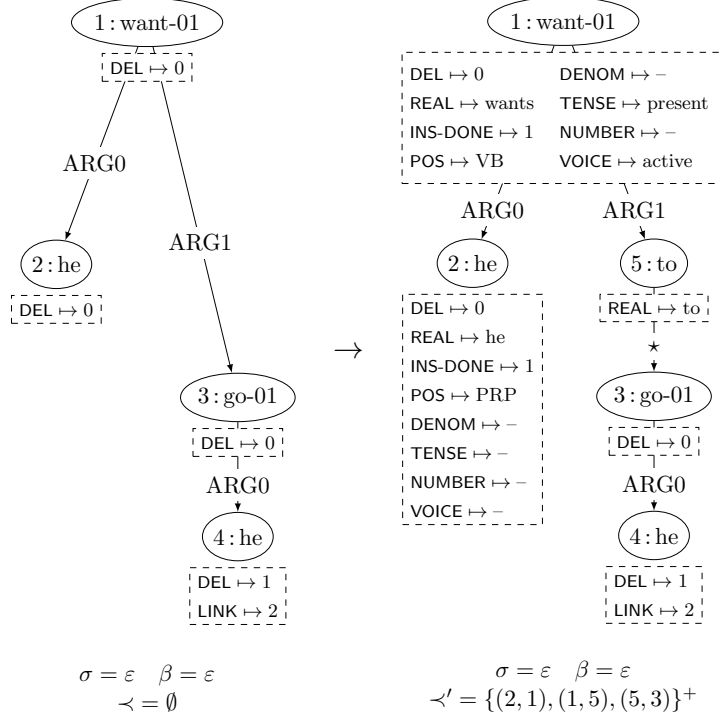 1 : want-01
DEL ↦ 0
ARG0
ARG1
2 : he
DEL ↦ 0
3 : go-01
DEL ↦ 0
ARG0
4 : he
DEL ↦ 1
LINK ↦ 2
σ = ε β = ε
≺ = ∅
→
1 : want-01
DEL ↦ 0 DENOM ↦ –
REAL ↦ wants TENSE ↦ present
INS-DONE ↦ 1 NUMBER ↦ –
POS ↦ VB VOICE ↦ active
ARG0 ARG1
2 : he
DEL ↦ 0
REAL ↦ he
INS-DONE ↦ 1
POS ↦ PRP
DENOM ↦ –
TENSE ↦ –
NUMBER ↦ –
VOICE ↦ –
5 : to
REAL ↦ to
⋆
3 : go-01
DEL ↦ 0
ARG0
4 : he
DEL ↦ 1
LINK ↦ 2
σ = ε β = ε
≺′ = {(2, 1), (1, 5), (5, 3)}⁺